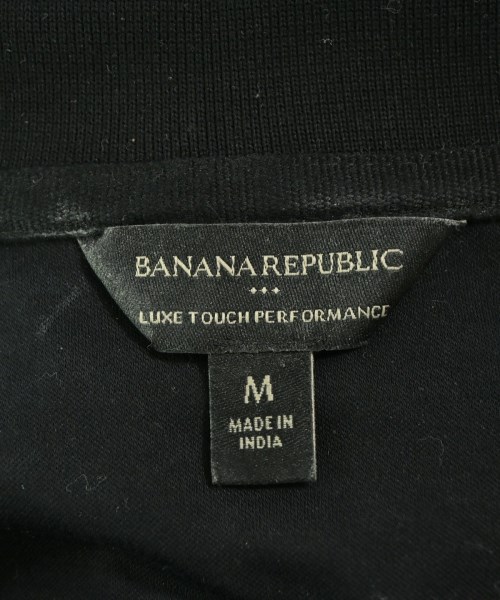 BANANA REPUBLIC
LUXE TOUCH PERFORMANCE
M
MADE IN
INDIA